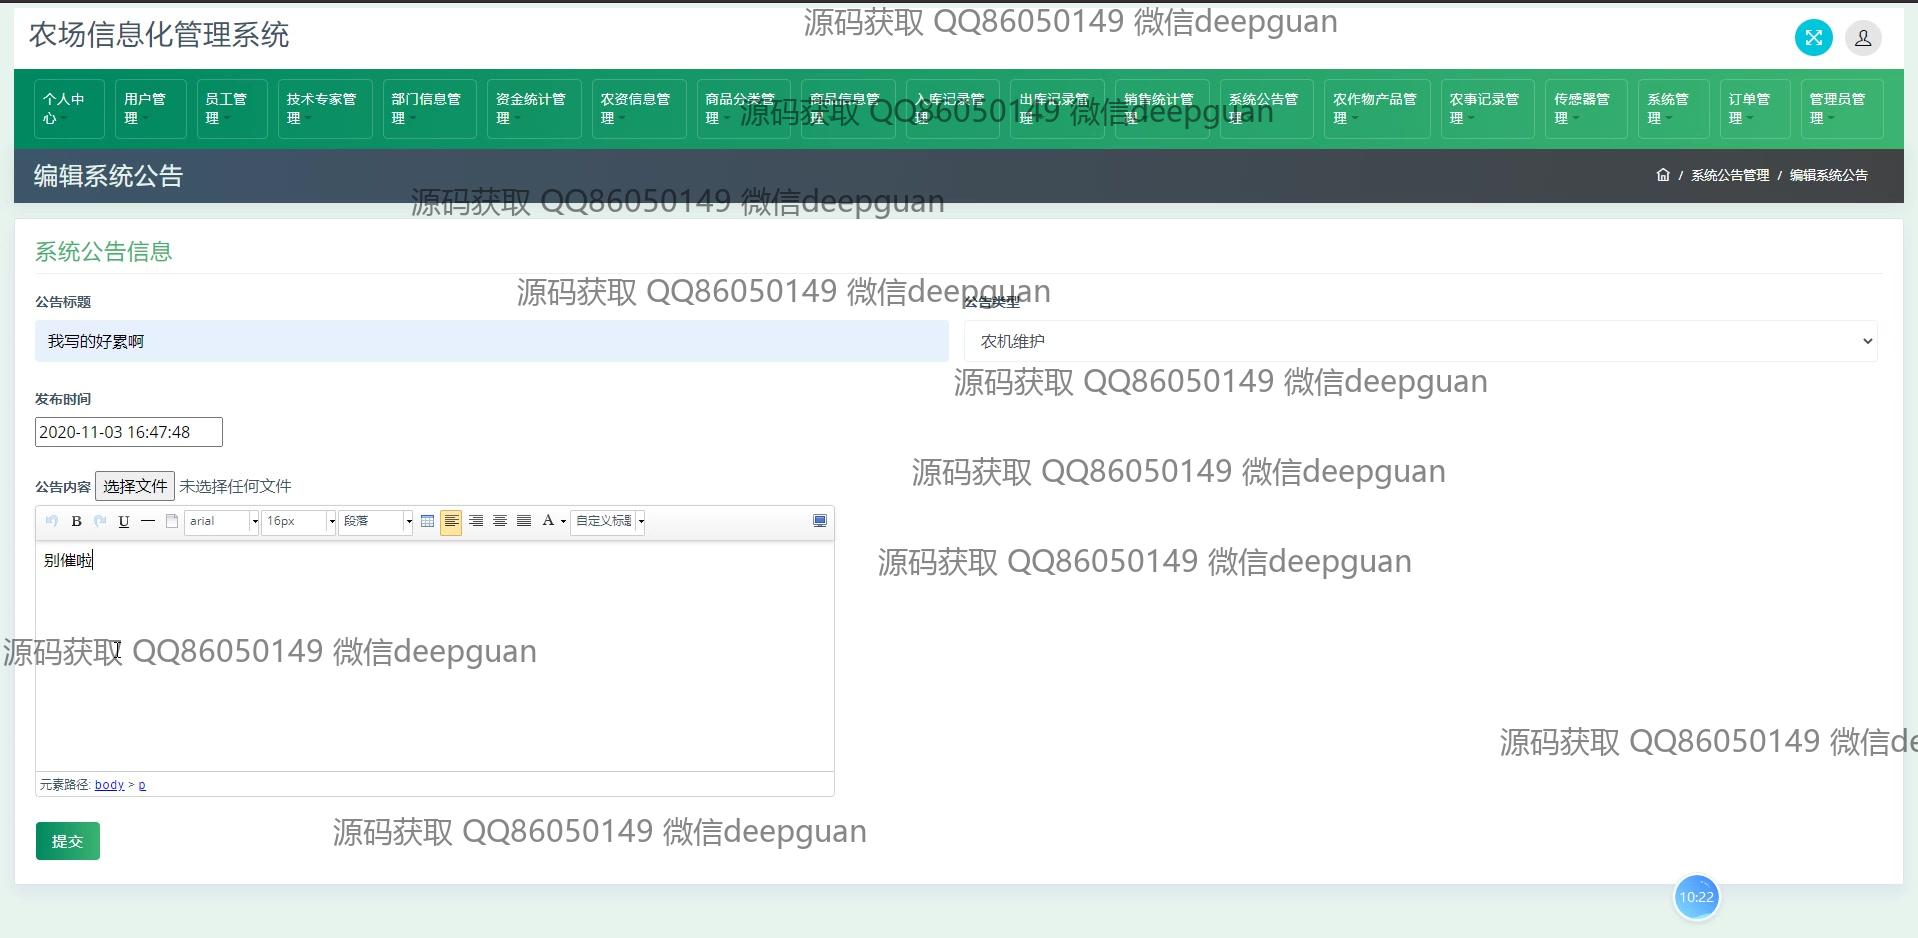 农场信息化管理系统
源码获取 QQ86050149 微信deepguan
个人中心
用户管理
员工管理
技术专家管理
部门信息管理
资金统计管理
农资信息管理
商品分类管理
商品信息管理
入库记录管理
出库记录管理
销售统计管理
系统公告管理
农作物产品管理
农事记录管理
传感器管理
系统管理
订单管理
管理员管理
源码获取 QQ86050149 微信deepguan
编辑系统公告
/ 系统公告管理 / 编辑系统公告
源码获取 QQ86050149 微信deepguan
系统公告信息
源码获取 QQ86050149 微信deepguan
公告标题
公告类型
我写的好累啊
农机维护
源码获取 QQ86050149 微信deepguan
发布时间
2020-11-03 16:47:48
源码获取 QQ86050149 微信deepguan
公告内容 选择文件 未选择任何文件
B U arial 16px 段落 A 自定义标题
别催啦
源码获取 QQ86050149 微信deepguan
源码获取 QQ86050149 微信deepguan
源码获取 QQ86050149 微信de
元素路径: body > p
源码获取 QQ86050149 微信deepguan
提交
10:22